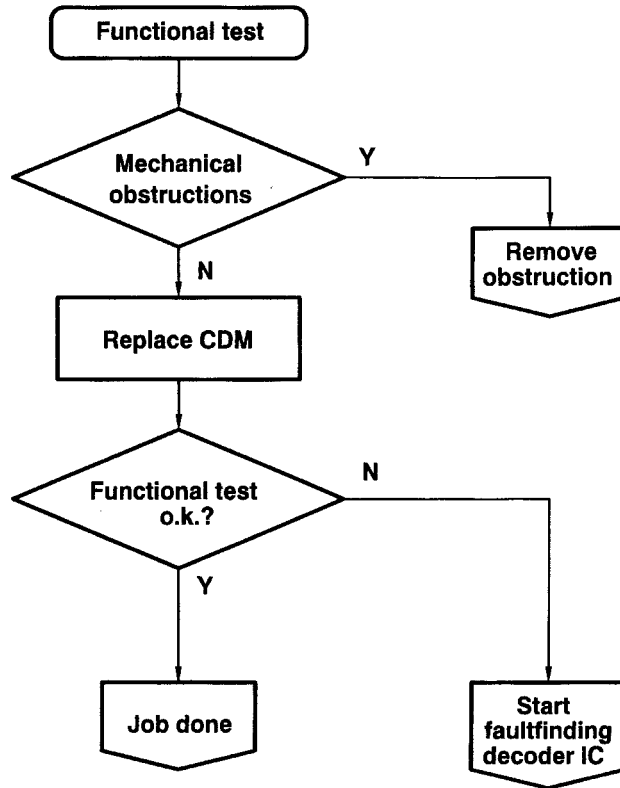 Functional test
Mechanical
obstructions
Y
Remove
obstruction
N
Replace CDM
Functional test
o.k.?
N
Y
Job done
Start
faultfinding
decoder IC